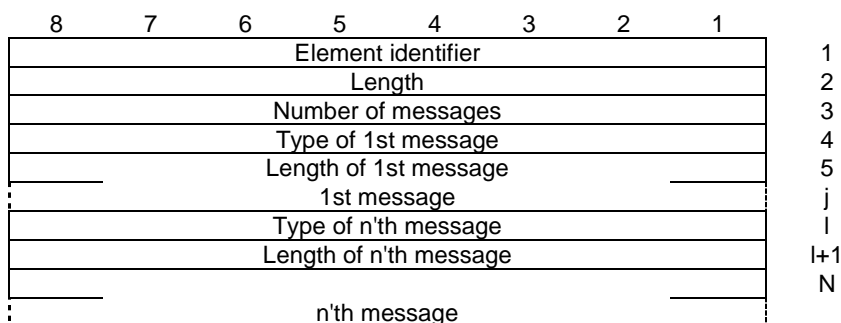 8 7 6 5 4 3 2 1
Element identifier 1
Length 2
Number of messages 3
Type of 1st message 4
Length of 1st message 5
1st message j
Type of n'th message l
Length of n'th message l+1
N
n'th message